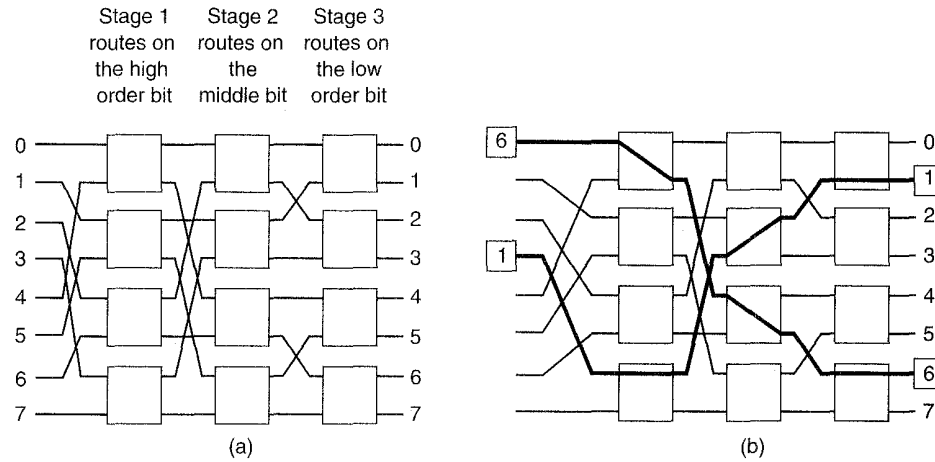 Stage 1
routes on
the high
order bit
Stage 2
routes on
the
middle bit
Stage 3
routes on
the low
order bit
0
1
2
3
4
5
6
7
0
1
2
3
4
5
6
7
(a)
6
1
0
1
2
3
4
5
6
7
(b)